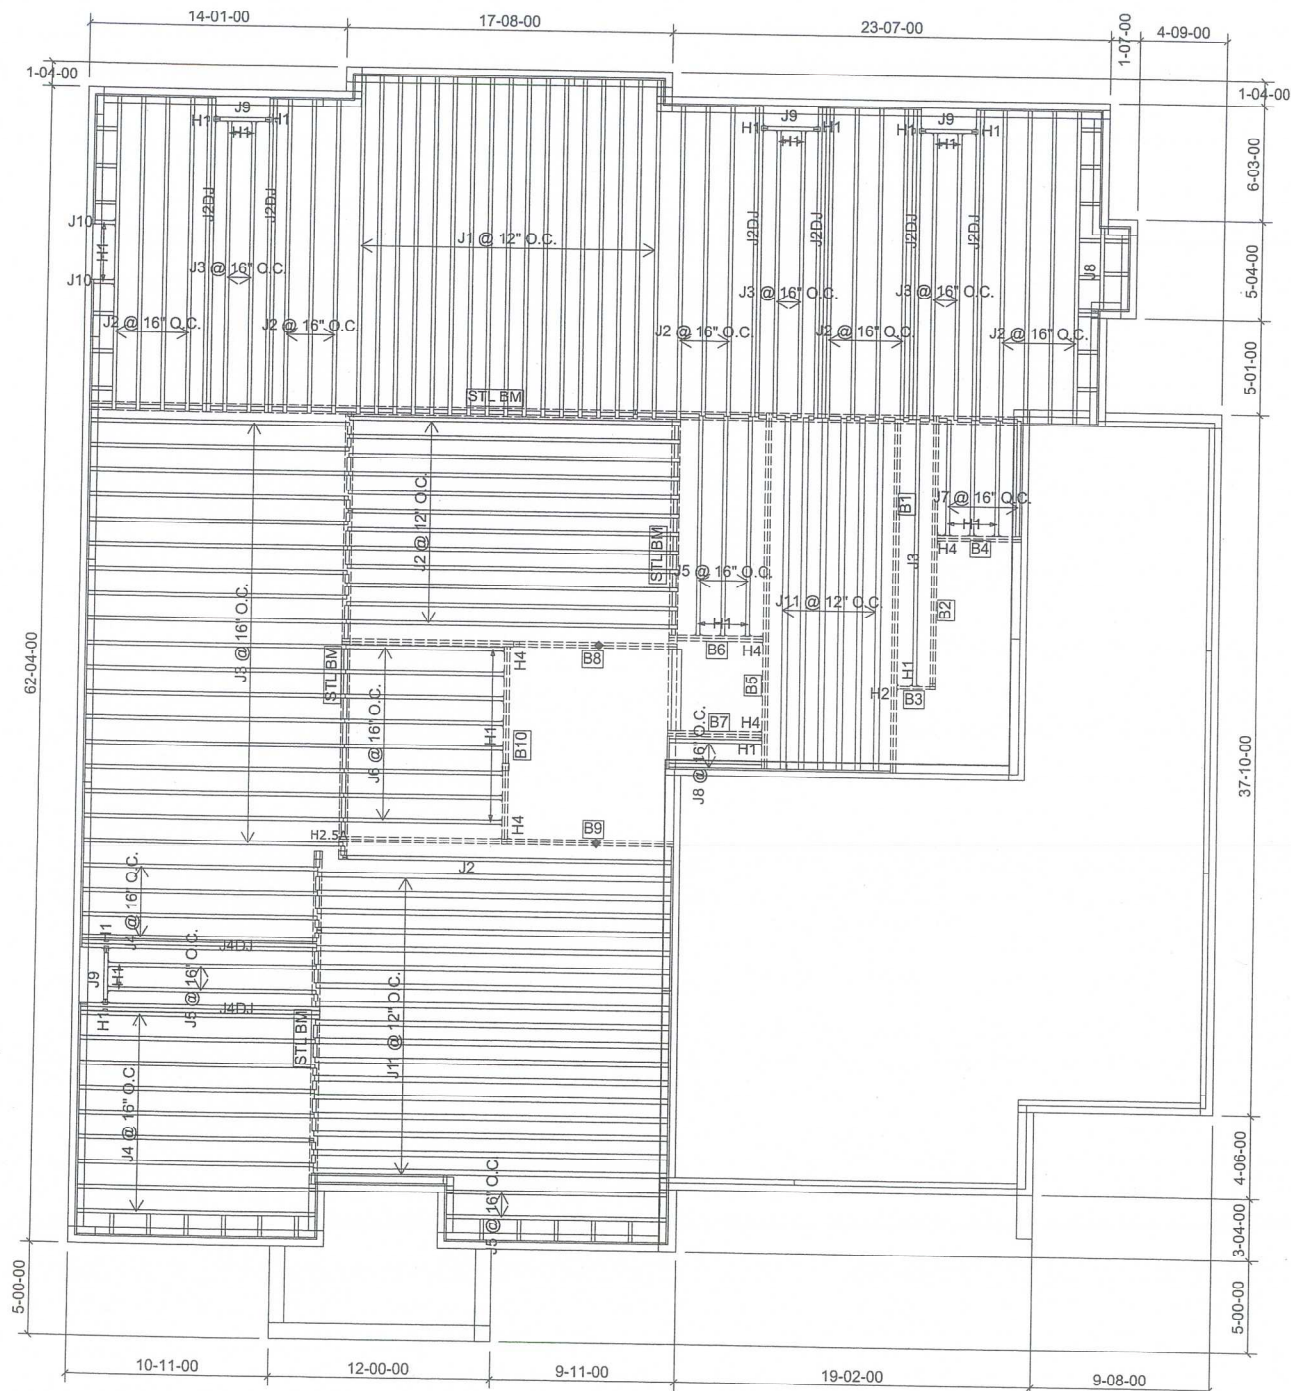 14-01-00
17-08-00
23-07-00
1-07-00
4-09-00
1-04-00
1-04-00
J9
H1
H1
H1
J9
H1
H1
H1
J9
H1
H1
H1
6-03-00
J2DJ
J2DJ
J2DJ
J2DJ
J2DJ
J2DJ
J10
H1
J10
J1 @ 12" O.C.
J3 @ 16" O.C.
J3 @ 16" O.C.
J3 @ 16" O.C.
J8
5-04-00
J2 @ 16" O.C.
J2 @ 16" O.C.
J2 @ 16" O.C.
J2 @ 16" O.C.
J2 @ 16" O.C.
5-01-00
STL BM
J2 @ 12" O.C.
STL BM
B1
J7 @ 16" O.C.
H1
H4
B4
J3
J5 @ 16" O.C.
J11 @ 12" O.C.
B2
H1
62-04-00
J3 @ 16" O.C.
STL BM
H4
B8
B6
H4
B5
H1
H2
B3
J6 @ 16" O.C.
H1
B10
B7
H4
H1
J8 @ 16" O.C.
37-10-00
H4
H2.5A
B9
J2
J4 @ 16" O.C.
H1
J4DJ
J9
H1
J5 @ 16" O.C.
H1
J4DJ
STL BM
J11 @ 12" O.C.
J4 @ 16" O.C.
J5 @ 16" O.C.
4-06-00
3-04-00
5-00-00
5-00-00
10-11-00
12-00-00
9-11-00
19-02-00
9-08-00